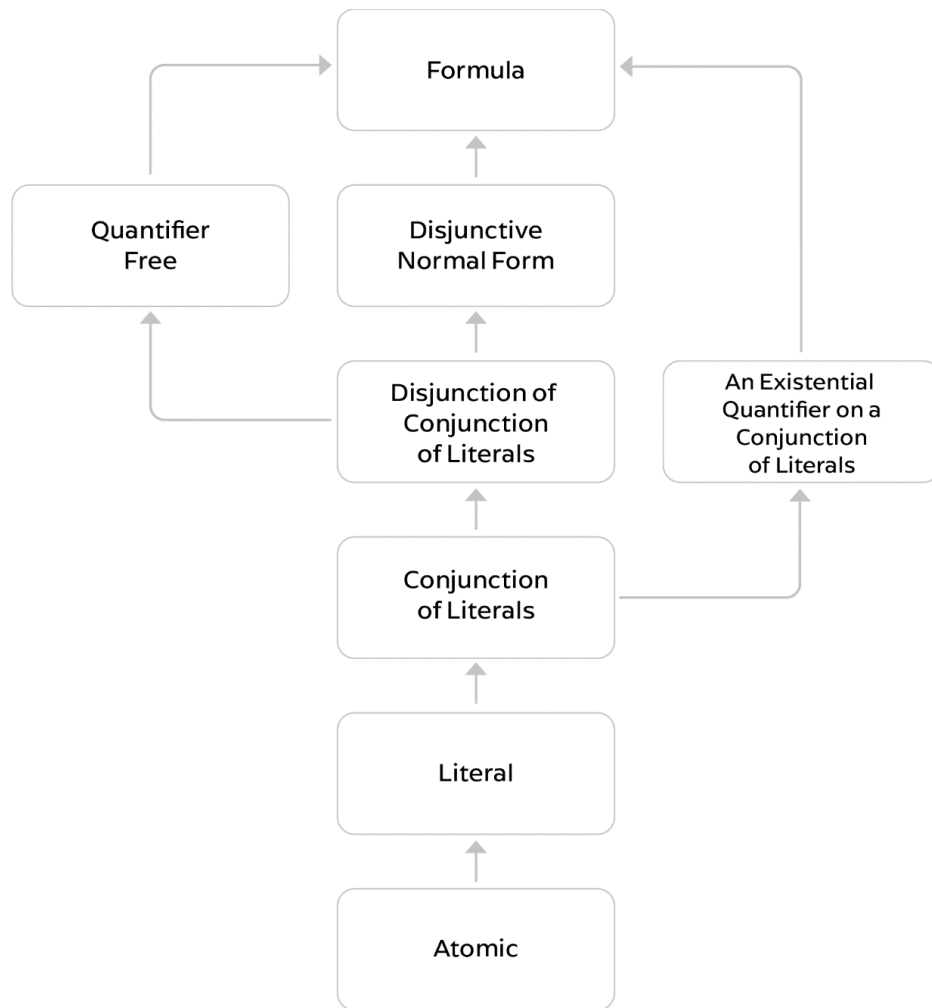 Formula
Quantifier
Free
Disjunctive
Normal Form
Disjunction of
Conjunction
of Literals
An Existential
Quantifier on a
Conjunction
of Literals
Conjunction
of Literals
Literal
Atomic